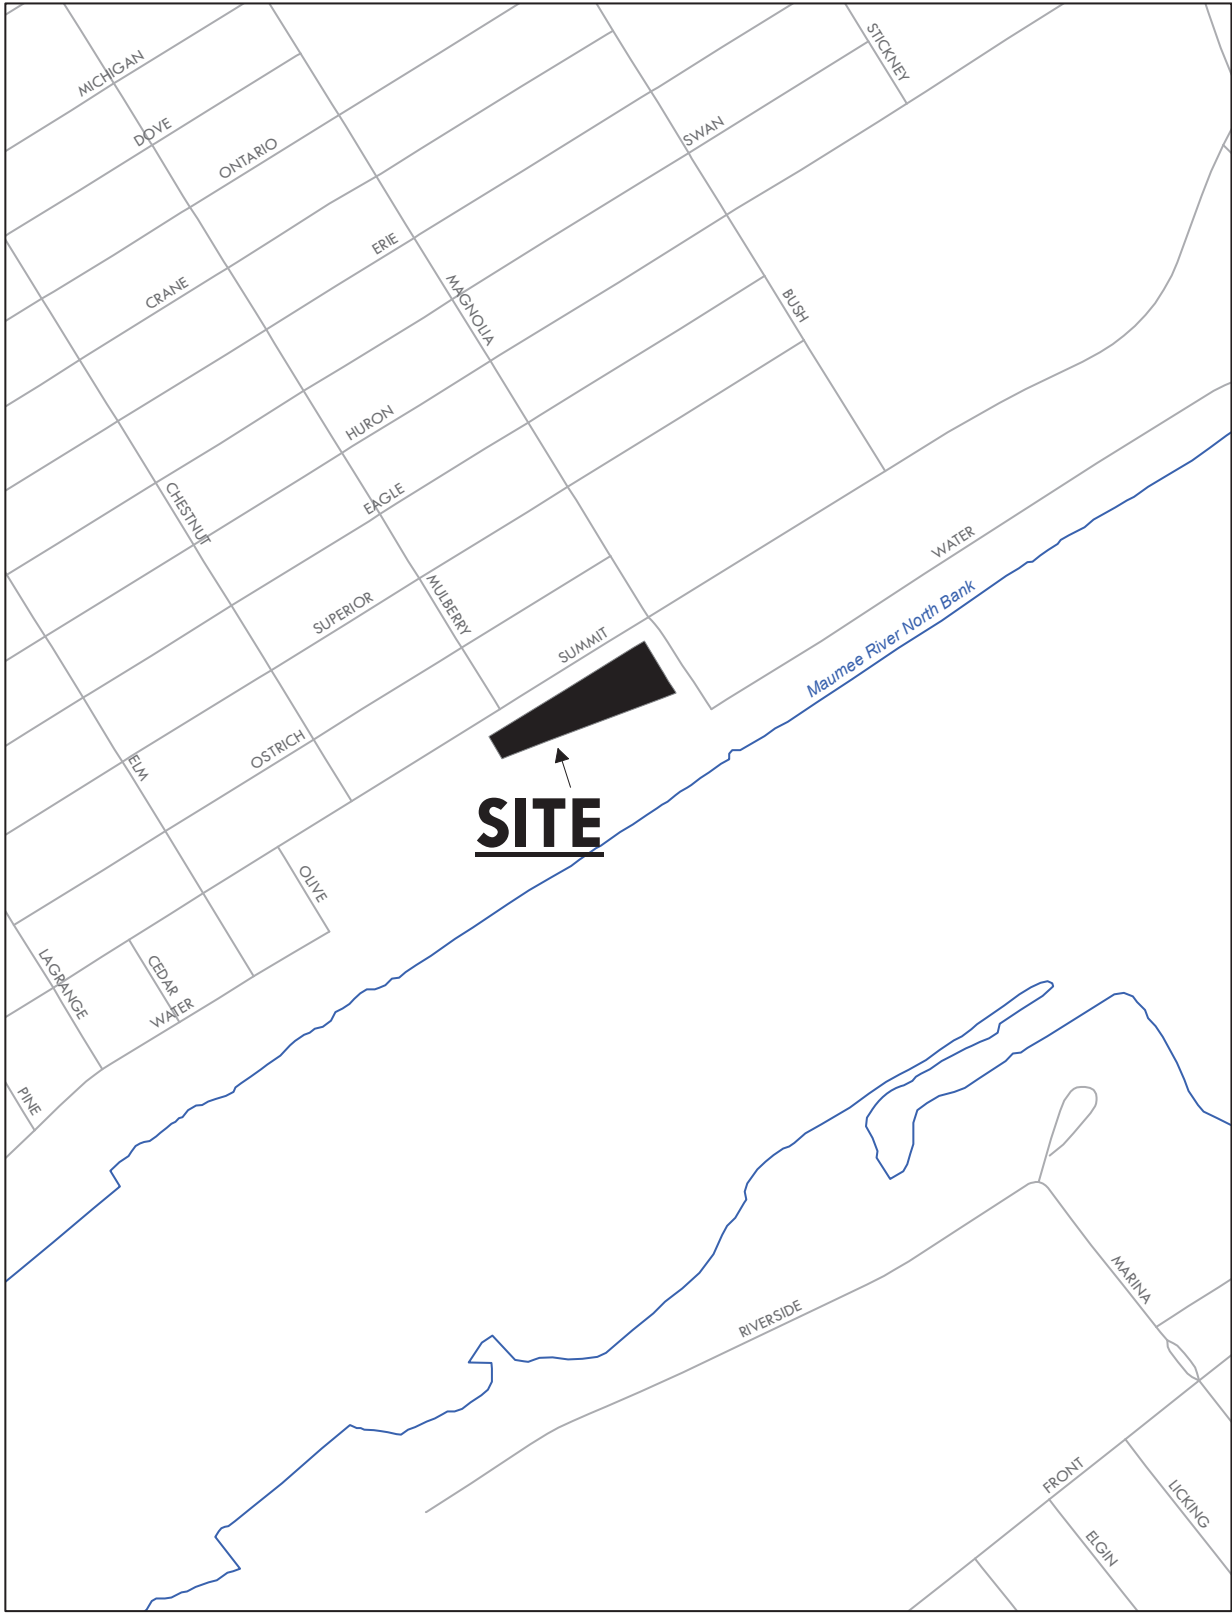 STICKNEY
MICHIGAN
DOVE
SWAN
ONTARIO
ERIE
CRANE
MAGNOLIA
BUSH
HURON
CHESTNUT
EAGLE
WATER
MULBERRY
SUPERIOR
Maumee River North Bank
SUMMIT
OSTRICH
ELM
SITE
OLIVE
LAGRANGE
CEDAR
WATER
PINE
MARINA
RIVERSIDE
FRONT
LICKING
ELGIN